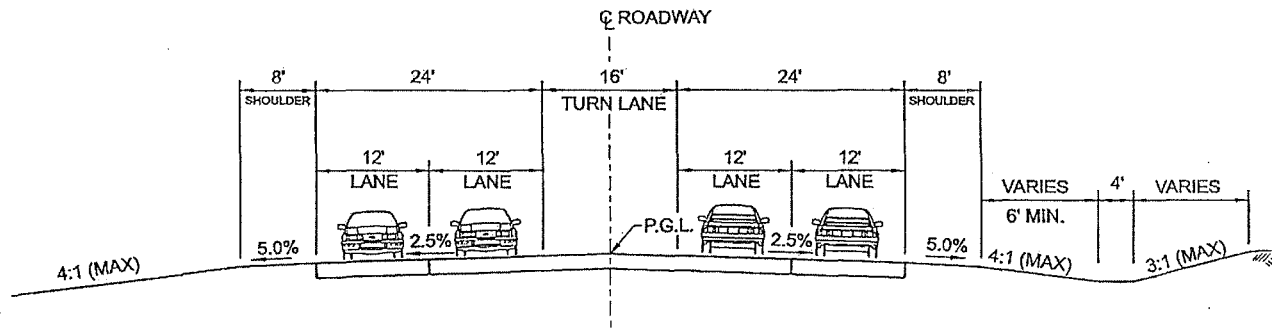 ℄ ROADWAY
8' 24' 16' 24' 8'
SHOULDER TURN LANE SHOULDER
12' 12' 12' 12'
LANE LANE LANE LANE
VARIES 4' VARIES
6' MIN.
P.G.L.
5.0% 2.5% 2.5% 5.0%
4:1 (MAX) 4:1 (MAX) 3:1 (MAX)